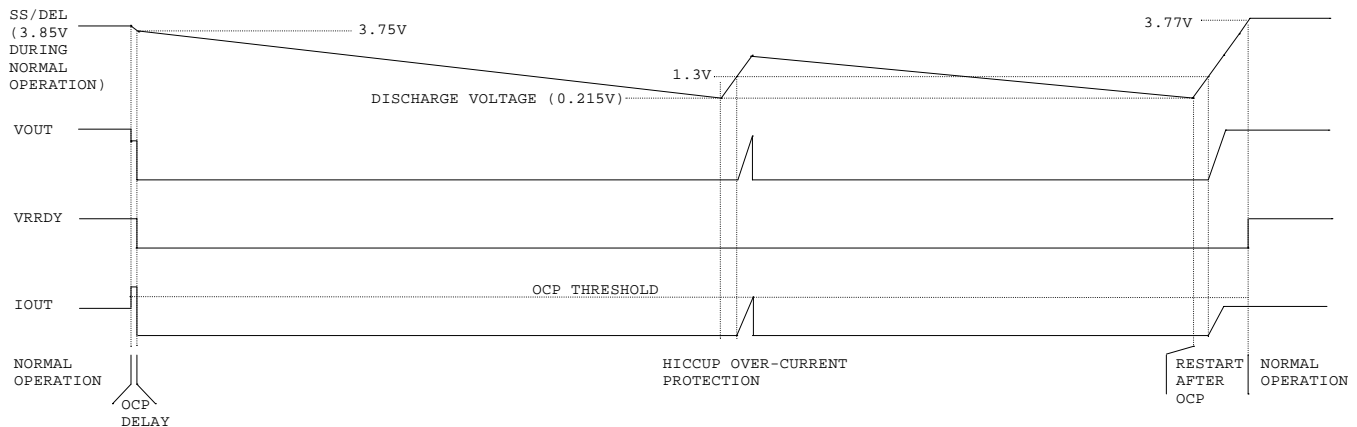 SS/DEL
(3.85V
DURING
NORMAL
OPERATION)
3.75V
3.77V
1.3V
DISCHARGE VOLTAGE (0.215V)
VOUT
VRRDY
OCP THRESHOLD
IOUT
NORMAL
OPERATION
OCP
DELAY
HICCUP OVER-CURRENT
PROTECTION
RESTART
AFTER
OCP
NORMAL
OPERATION